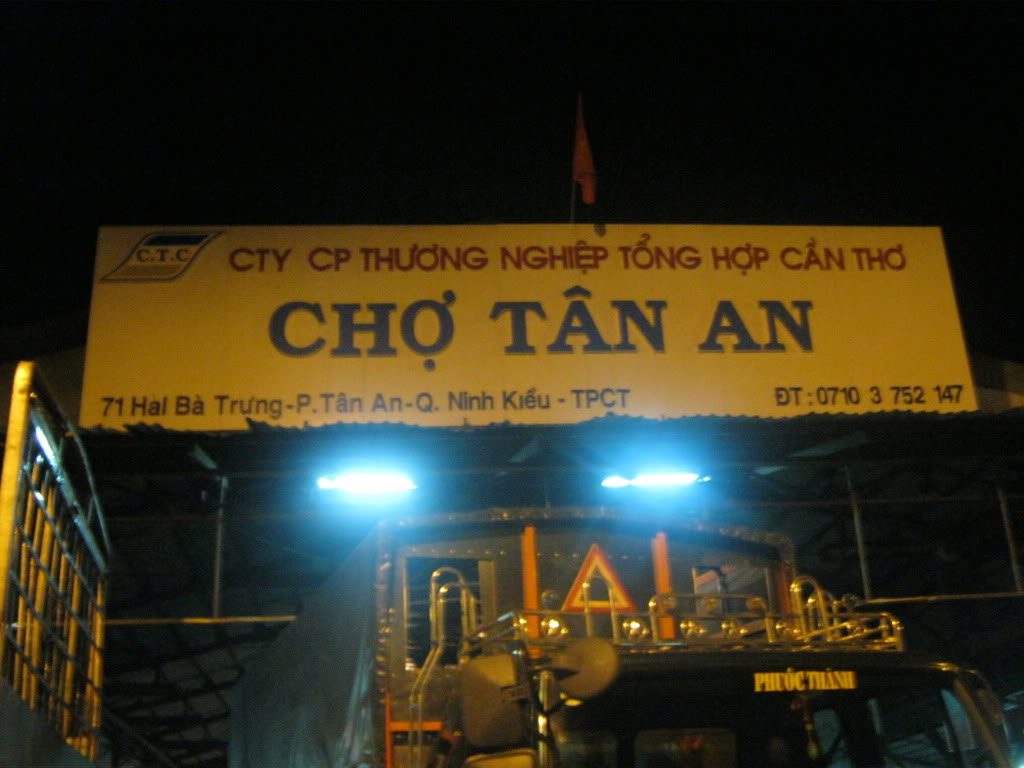 C.T.C
CTY CP THƯƠNG NGHIỆP TỔNG HỢP CẦN THƠ
CHỢ TÂN AN
71 Hai Bà Trưng-P.Tân An-Q. Ninh Kiều - TPCT
ĐT: 0710 3 752 147
PHƯỚC THÀNH